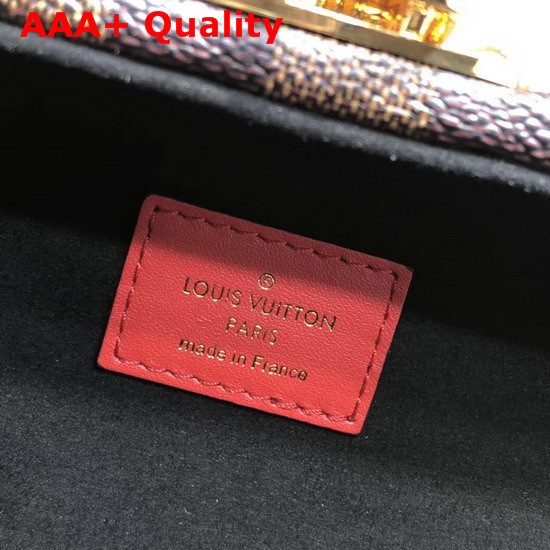 AAA+ Quality
®
LOUIS VUITTON
PARIS
made in France